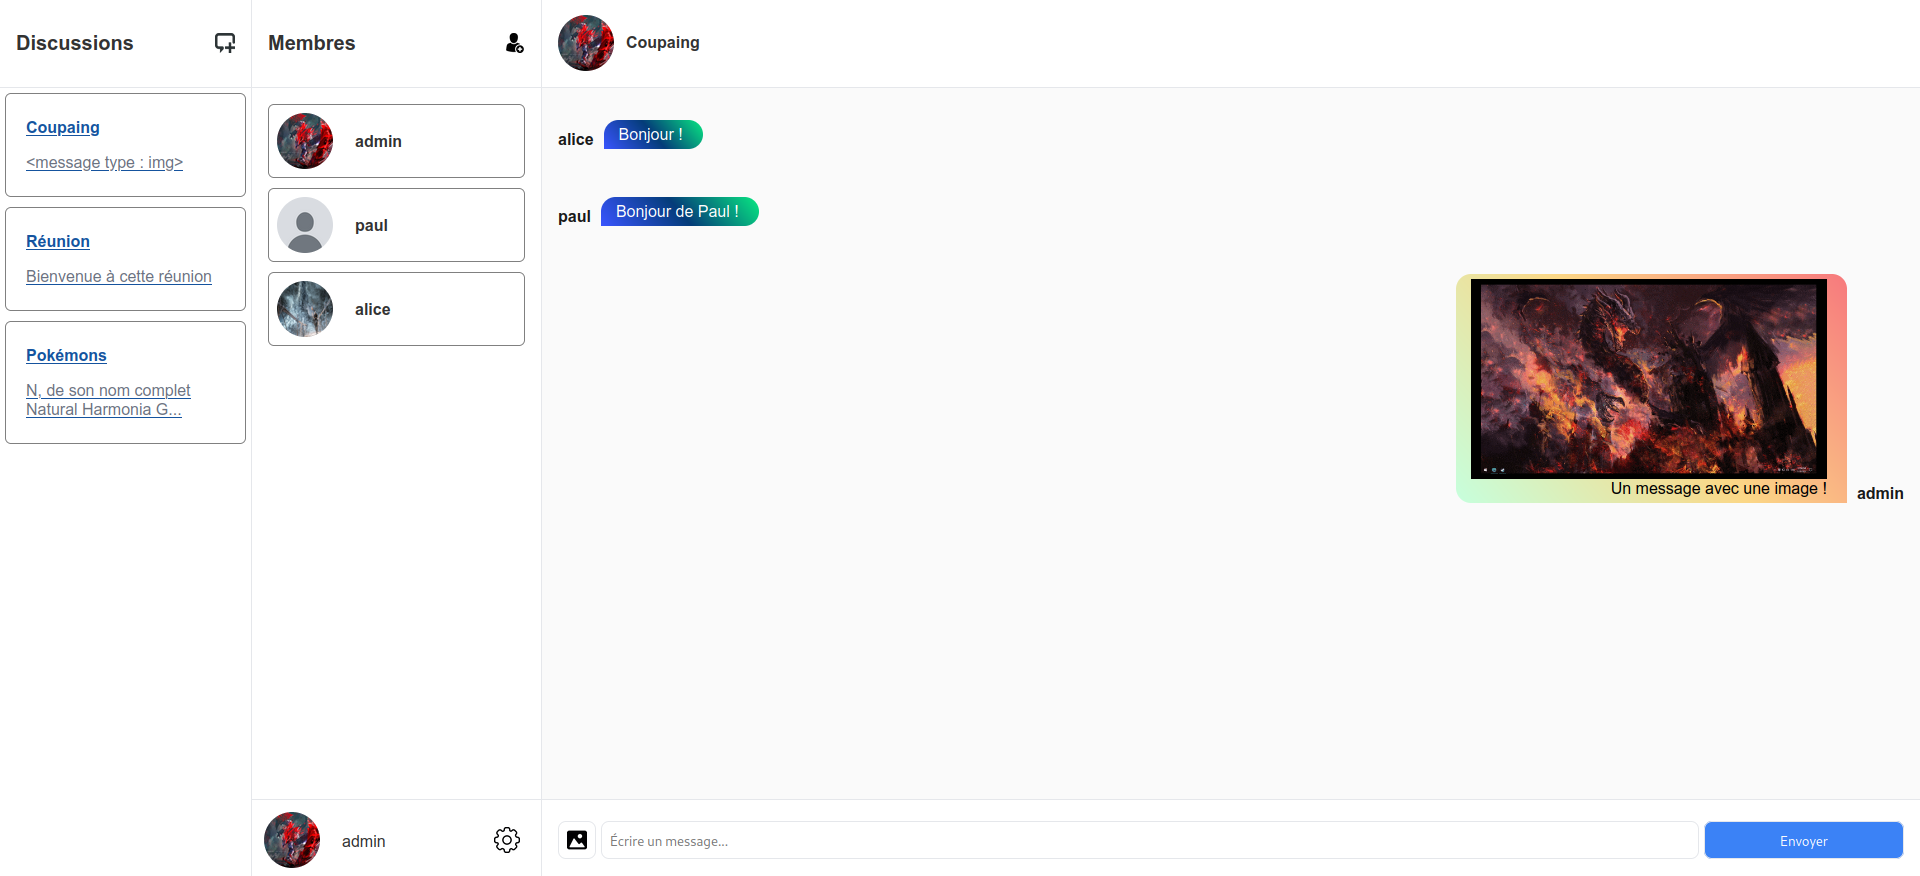 Discussions
Coupaing
<message type : img>
Réunion
Bienvenue à cette réunion
Pokémons
N, de son nom complet
Natural Harmonia G...
Membres
admin
paul
alice
admin
Coupaing
alice
Bonjour !
paul
Bonjour de Paul !
Un message avec une image !
admin
Écrire un message...
Envoyer